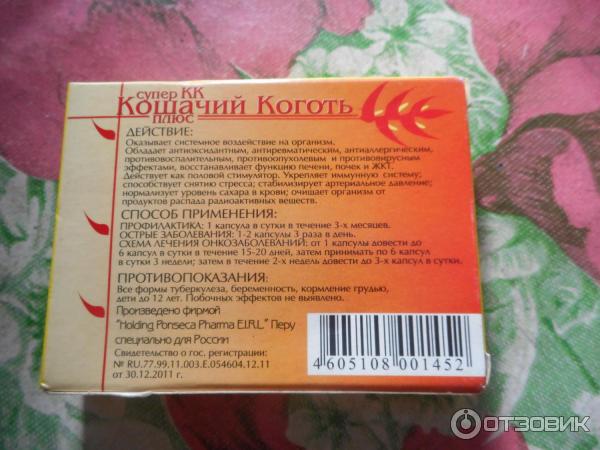 супер КК
Кошачий Коготь
плюс
ДЕЙСТВИЕ:
Оказывает системное воздействие на организм.
Обладает антиоксидантным, антиревматическим, антиаллергическим,
противовоспалительным, противоопухолевым и противовирусным
эффектами, восстанавливает функцию печени, почек и ЖКТ.
Действует как половой стимулятор. Укрепляет иммунную систему;
способствует снятию стресса; стабилизирует артериальное давление;
нормализует уровень сахара в крови; очищает организм от
продуктов распада радиоактивных веществ.
СПОСОБ ПРИМЕНЕНИЯ:
ПРОФИЛАКТИКА: 1 капсула в сутки в течение 3-х месяцев.
ОСТРЫЕ ЗАБОЛЕВАНИЯ: 1-2 капсулы 3 раза в день.
СХЕМА ЛЕЧЕНИЯ ОНКОЗАБОЛЕВАНИЙ: от 1 капсулы довести до
6 капсул в сутки в течение 15-20 дней, затем принимать по 6 капсул
в сутки 3 недели; затем в течение 2-х недель довести до 3-х капсул в сутки.
ПРОТИВОПОКАЗАНИЯ:
Все формы туберкулеза, беременность, кормление грудью,
дети до 12 лет. Побочных эффектов не выявлено.
Произведено фирмой
"Holding Ponseca Pharma E.I.R.L." Перу
специально для России
Свидетельство о гос. регистрации:
№ RU.77.99.11.003.Е.054604.12.11
от 30.12.2011 г.
4 605108 001452
ОТЗОВИК